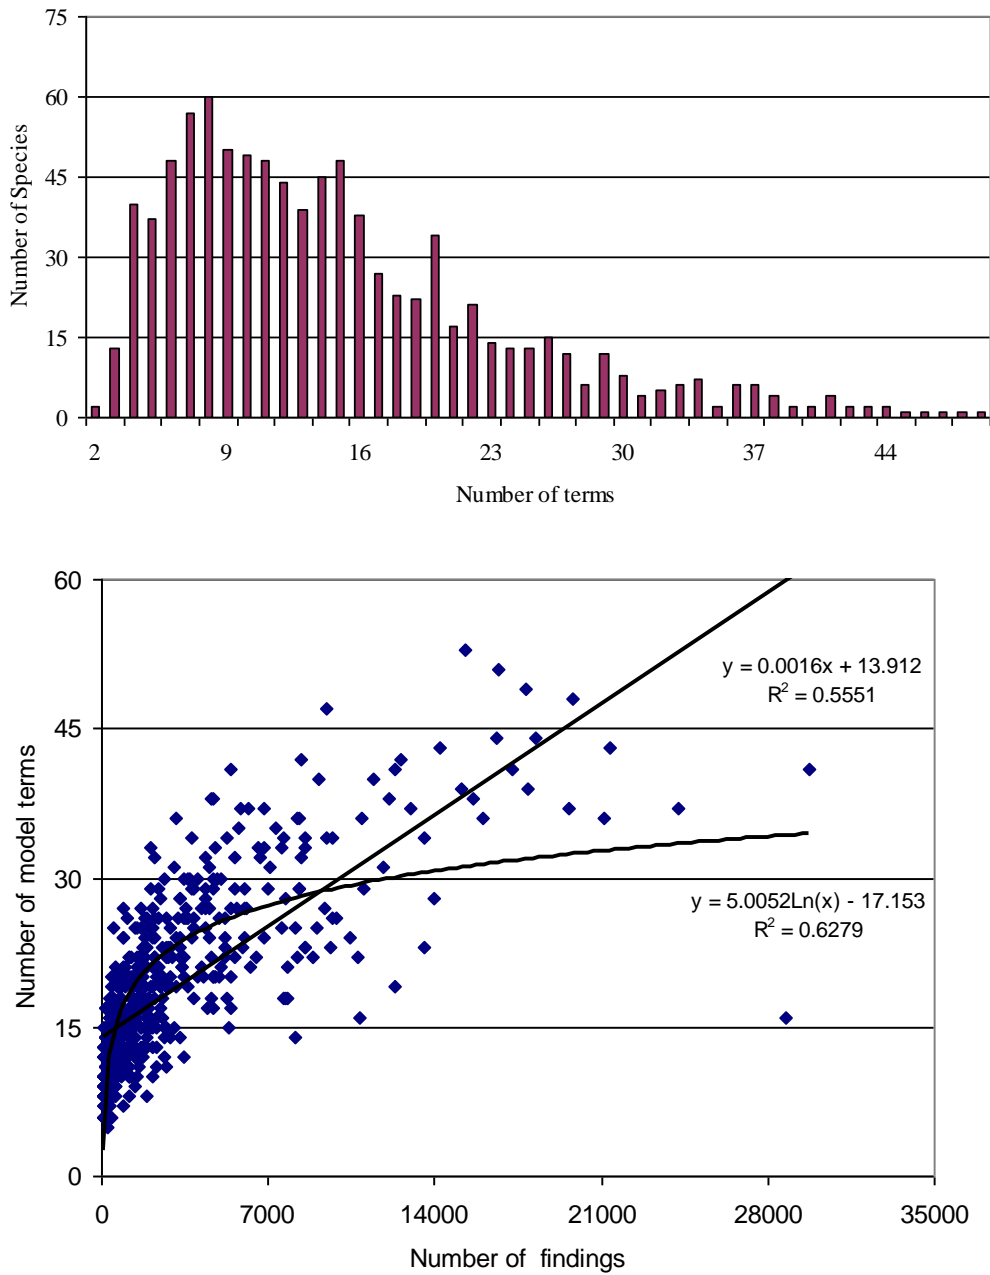 75
60
45
30
15
0
Number of Species
2 9 16 23 30 37 44
Number of terms
60
45
30
15
0
Number of model terms
y = 0.0016x + 13.912
R² = 0.5551
y = 5.0052Ln(x) - 17.153
R² = 0.6279
0 7000 14000 21000 28000 35000
Number of findings